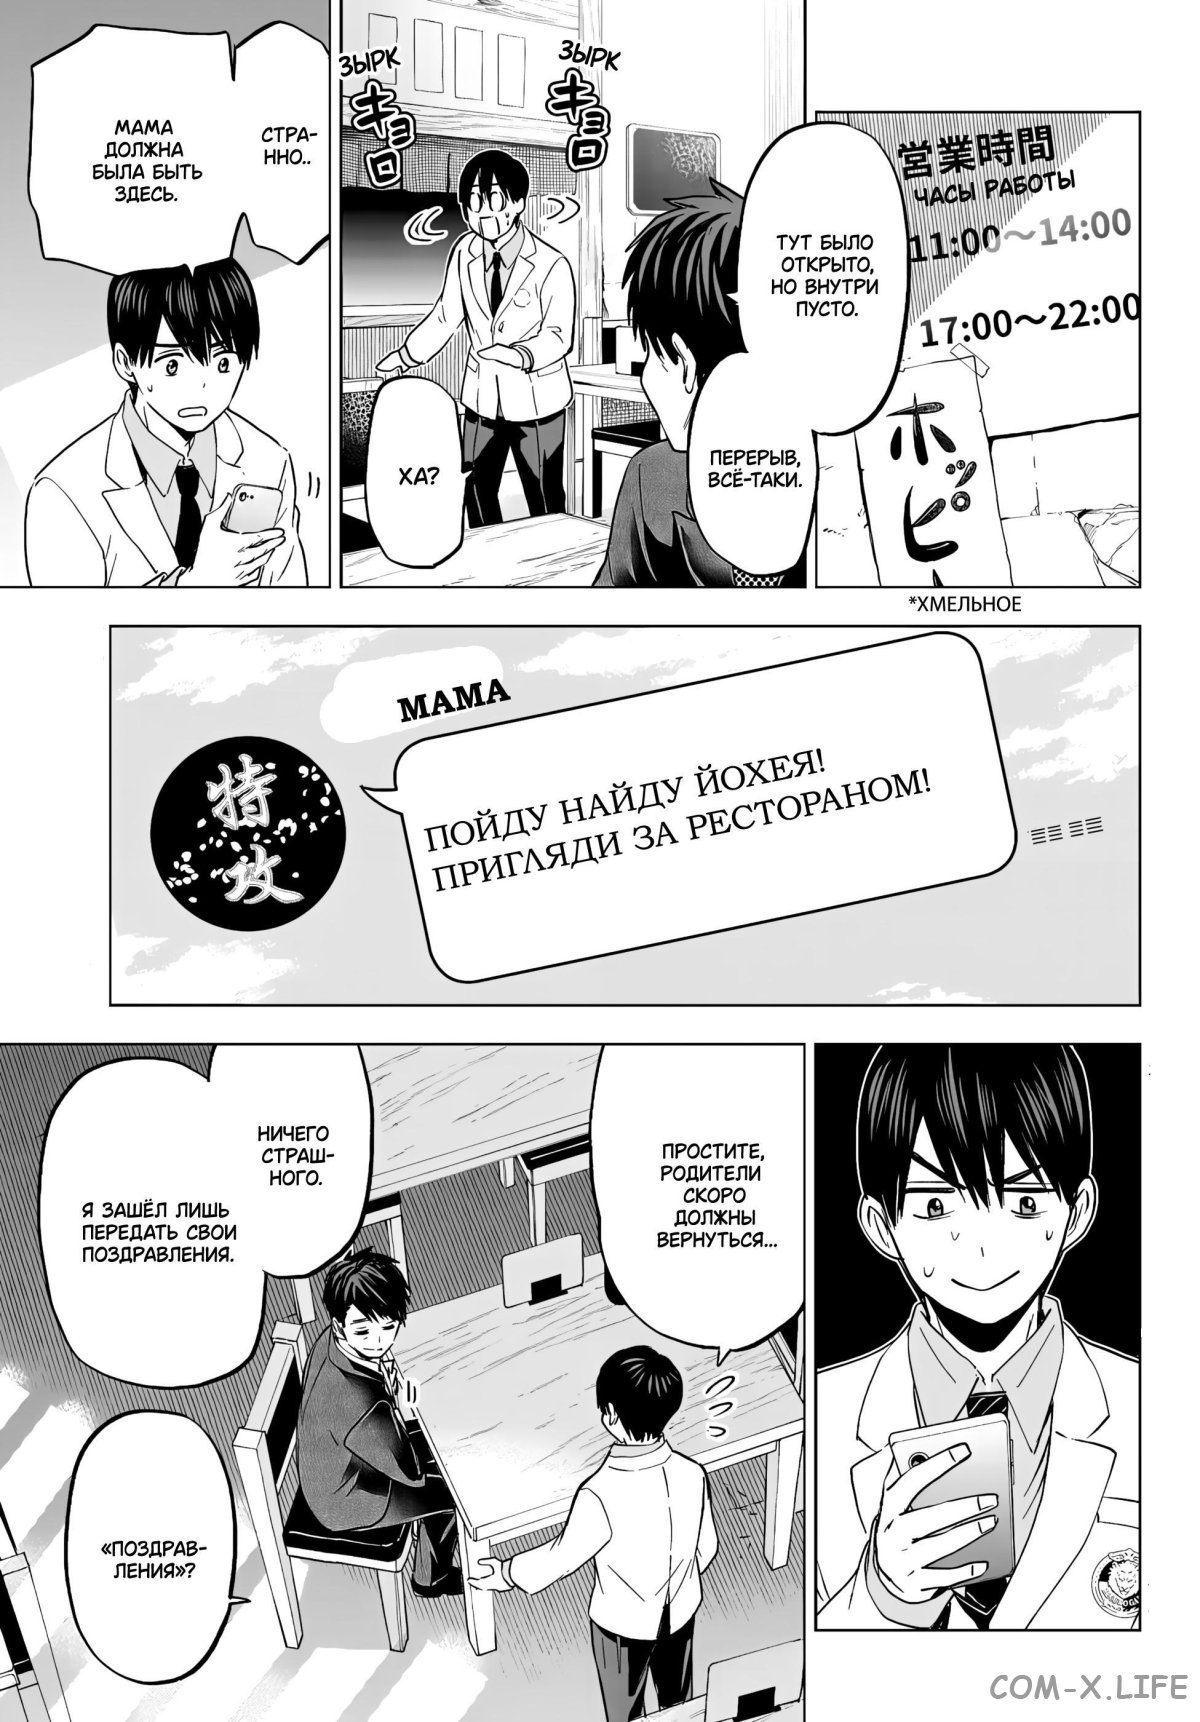 営業時間
ЧАСЫ РАБОТЫ
11:00～14:00
17:00～22:00
ホッピー
*ХМЕЛЬНОЕ
ТУТ БЫЛО
ОТКРЫТО,
НО ВНУТРИ
ПУСТО.
ПЕРЕРЫВ,
ВСЁ-ТАКИ.
ЗЫРК
キョロ
ЗЫРК
キョロ
ХА?
СТРА-
ННО..
МАМА
ДОЛЖНА
БЫЛА БЫТЬ
ЗДЕСЬ.
МАМА
特攻
ПОЙДУ НАЙДУ ЙОХЕЯ!
ПРИГЛЯДИ ЗА РЕСТОРАНОМ!
ПРОСТИТЕ,
РОДИТЕЛИ
СКОРО
ДОЛЖНЫ
ВЕРНУТЬСЯ...
НИЧЕГО
СТРАШ-
НОГО.
Я ЗАШЁЛ ЛИШЬ
ПЕРЕДАТЬ СВОИ
ПОЗДРАВЛЕНИЯ.
«ПОЗДРАВ-
ЛЕНИЯ»?
COM-X.LIFE